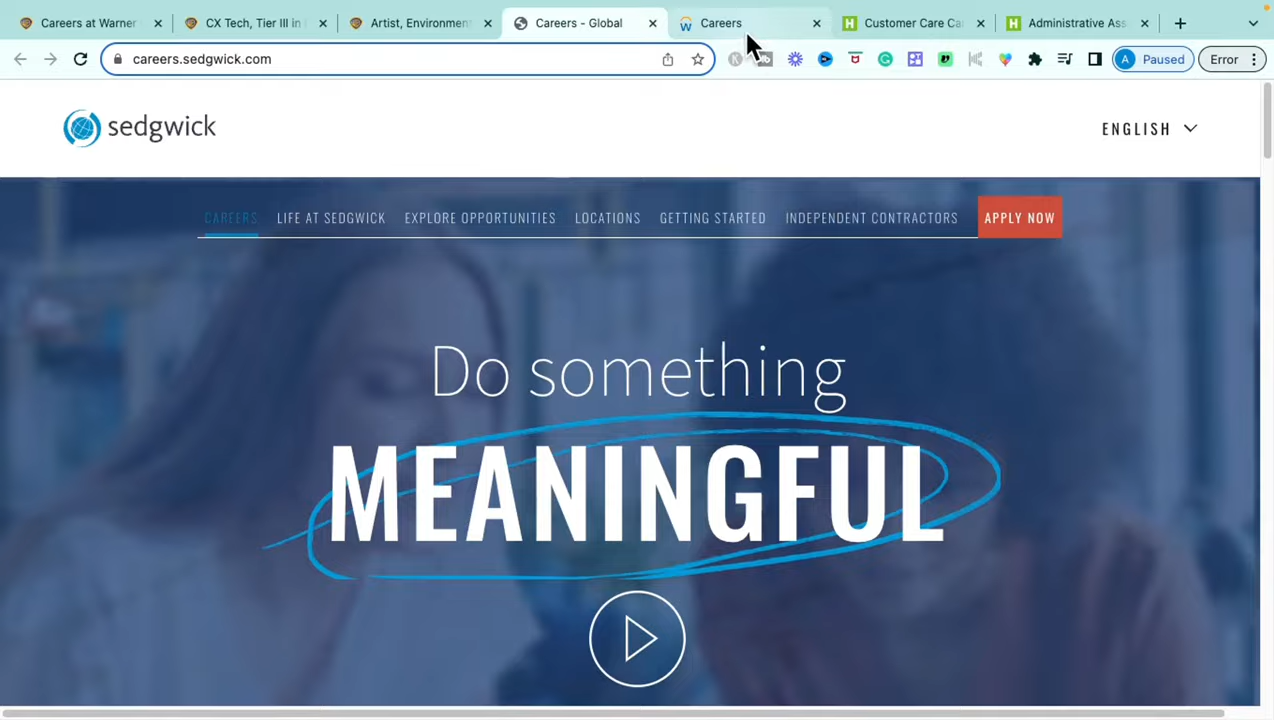 Careers at Warner
CX Tech, Tier III in
Artist, Environment
Careers - Global
Careers
Customer Care Ca
Administrative Ass
careers.sedgwick.com
A
Paused
Error
sedgwick
ENGLISH
CAREERS
LIFE AT SEDGWICK
EXPLORE OPPORTUNITIES
LOCATIONS
GETTING STARTED
INDEPENDENT CONTRACTORS
APPLY NOW
Do something
MEANINGFUL